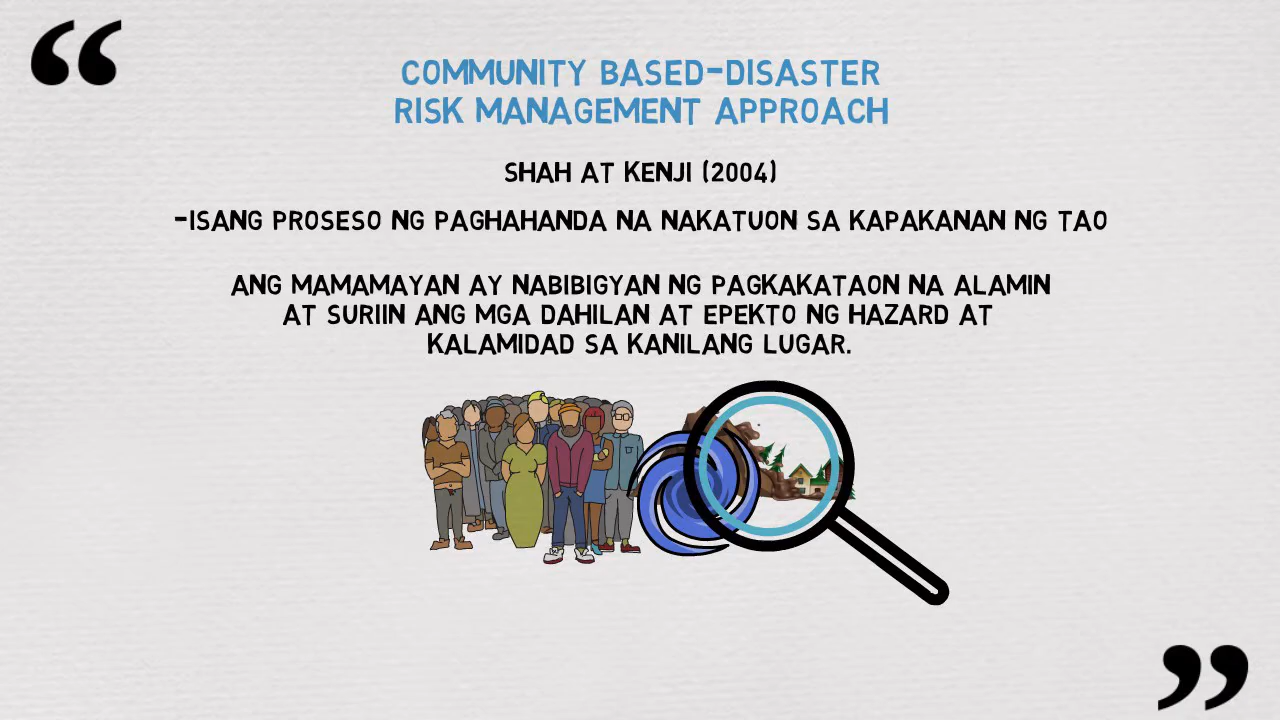 “
COMMUNITY BASED-DISASTER
RISK MANAGEMENT APPROACH
SHAH AT KENJI (2004)
-ISANG PROSESO NG PAGHAHANDA NA NAKATUON SA KAPAKANAN NG TAO
ANG MAMAMAYAN AY NABIBIGYAN NG PAGKAKATAON NA ALAMIN
AT SURIIN ANG MGA DAHILAN AT EPEKTO NG HAZARD AT
KALAMIDAD SA KANILANG LUGAR.
”